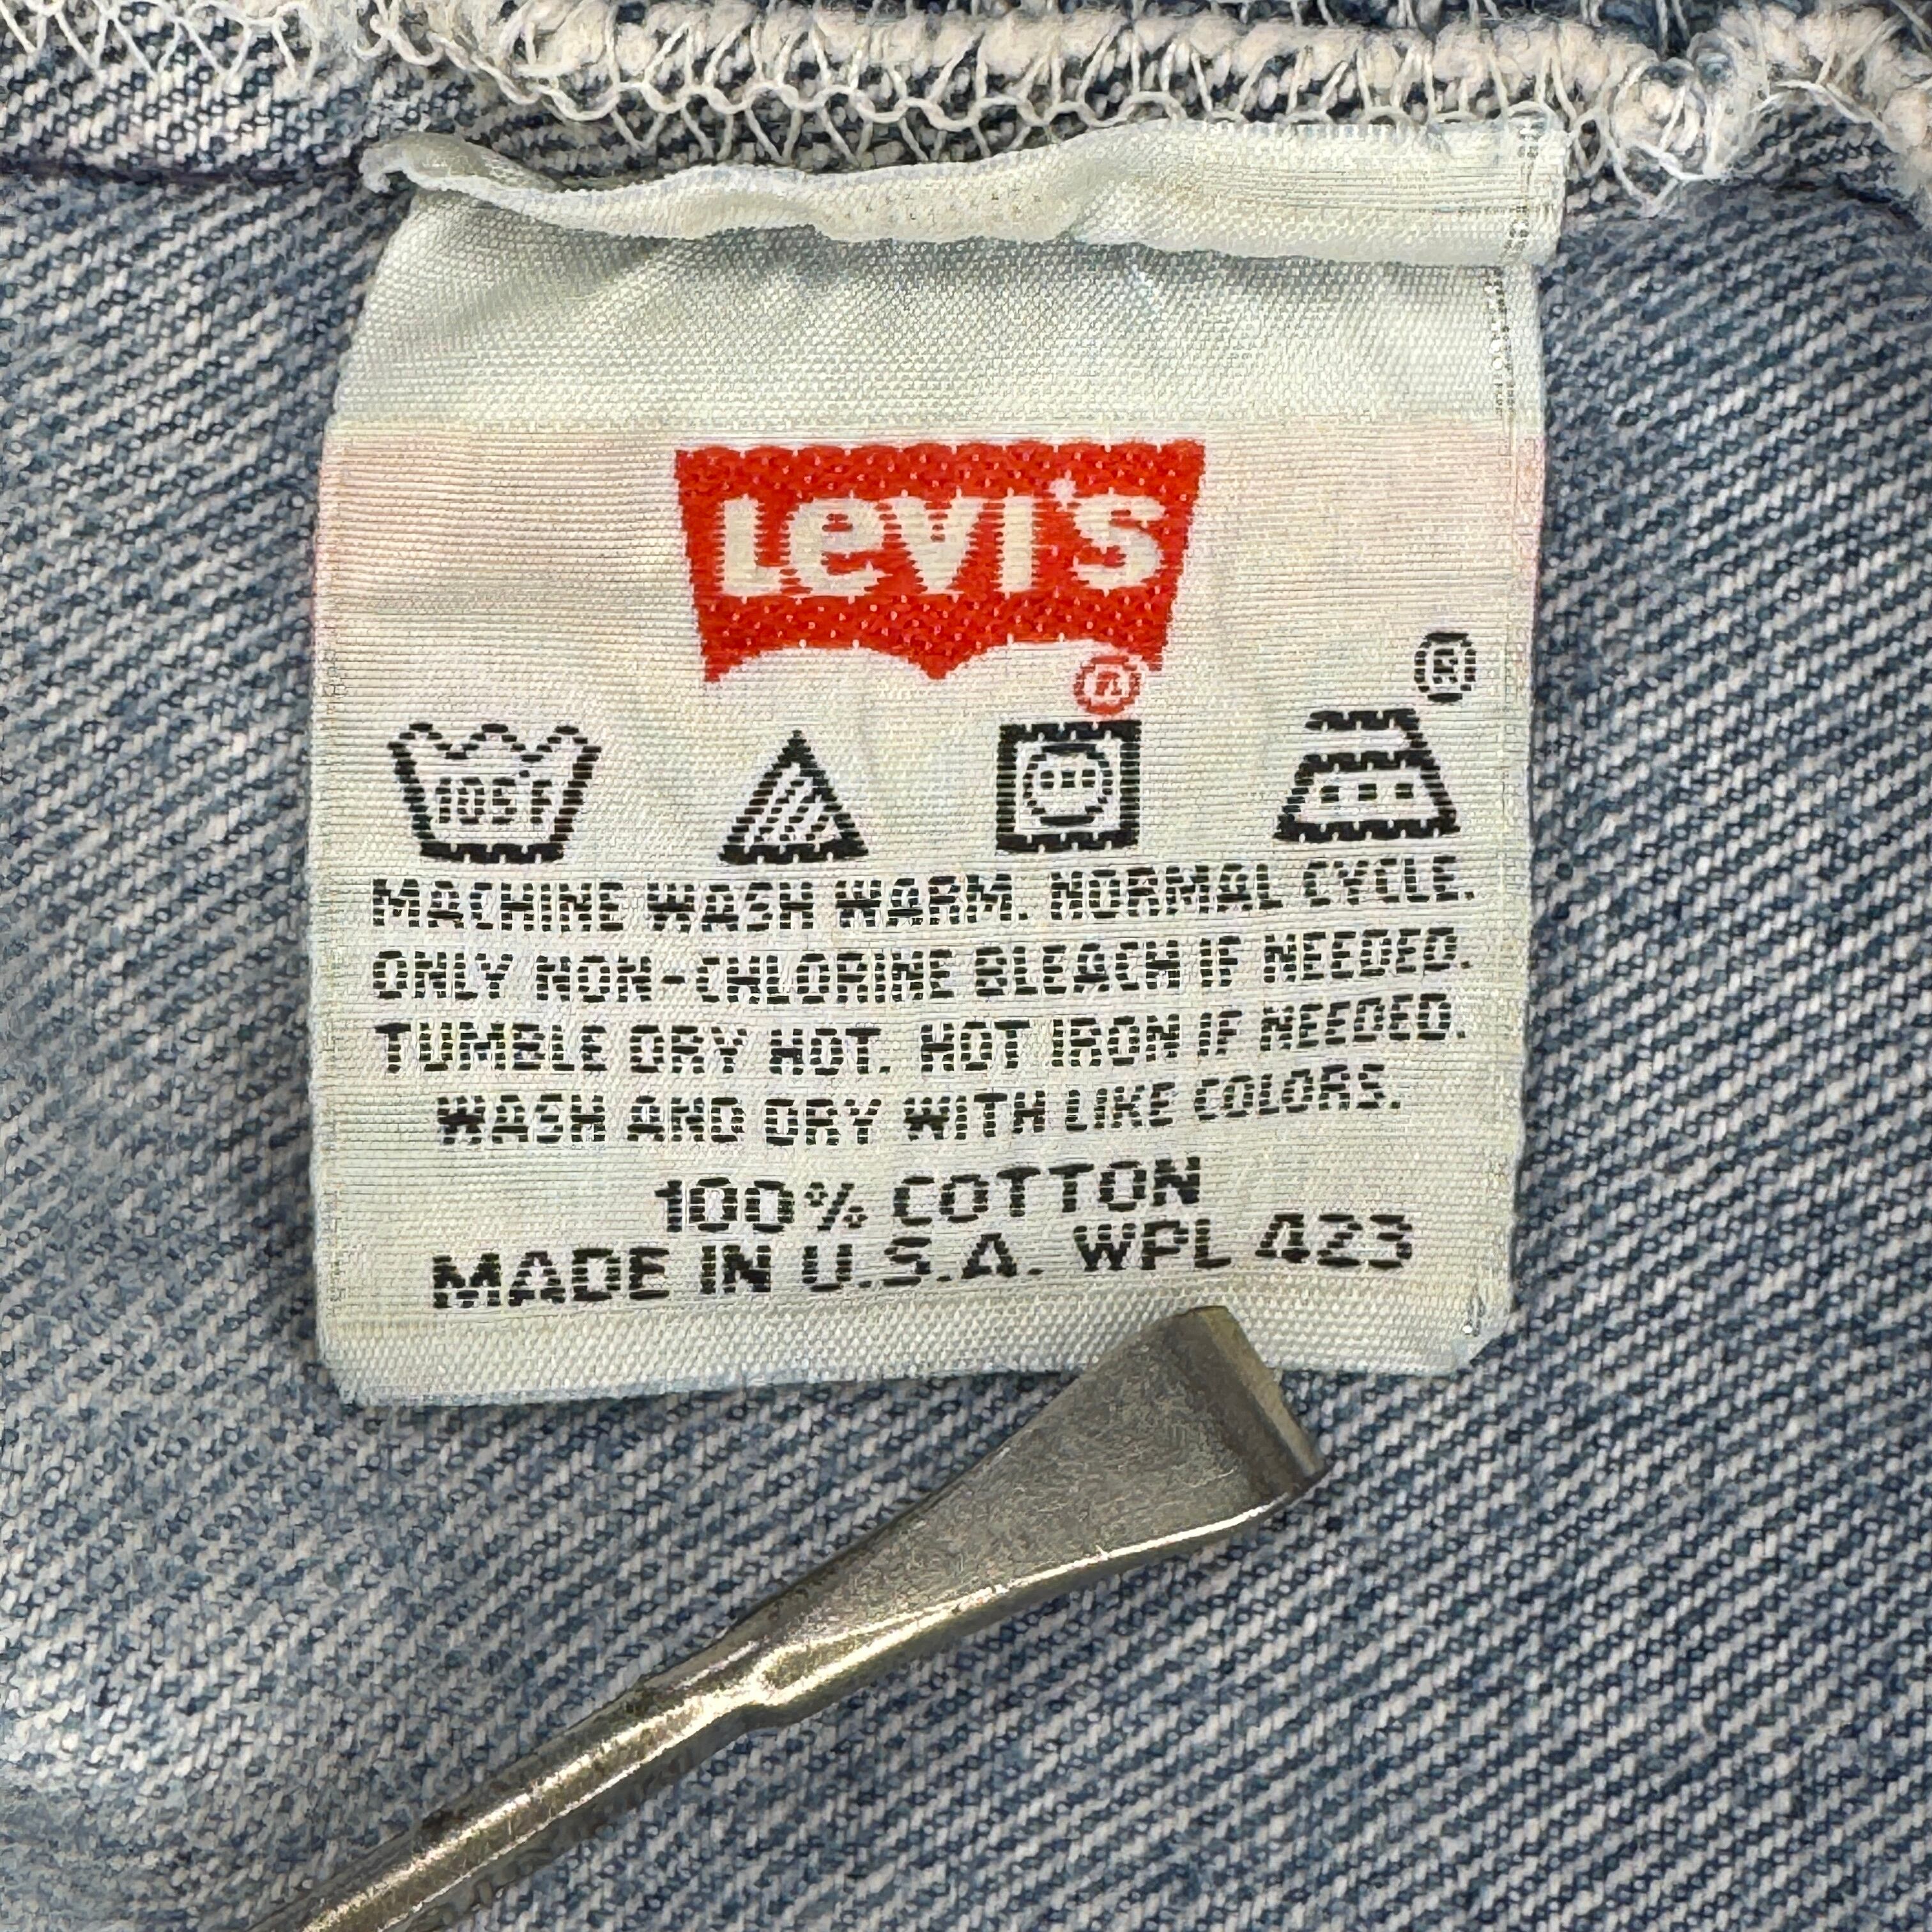 Levi's
®
®
105°F
MACHINE WASH WARM. NORMAL CYCLE.
ONLY NON-CHLORINE BLEACH IF NEEDED.
TUMBLE DRY HOT. HOT IRON IF NEEDED.
WASH AND DRY WITH LIKE COLORS.
100% COTTON
MADE IN U.S.A. WPL 423